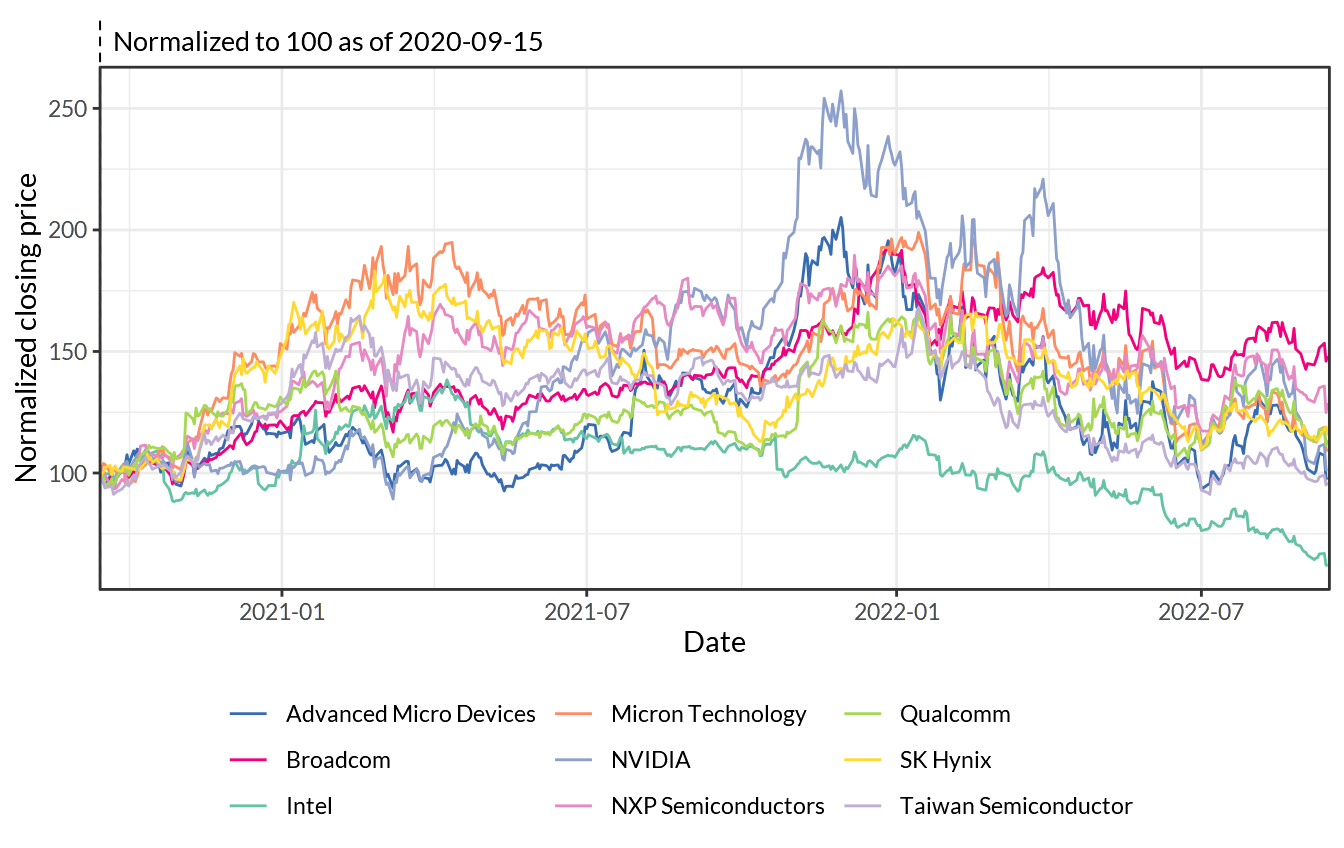 Normalized to 100 as of 2020-09-15
250
200
150
100
Normalized closing price
2021-01 2021-07 2022-01 2022-07
Date
Advanced Micro Devices Micron Technology Qualcomm
Broadcom NVIDIA SK Hynix
Intel NXP Semiconductors Taiwan Semiconductor